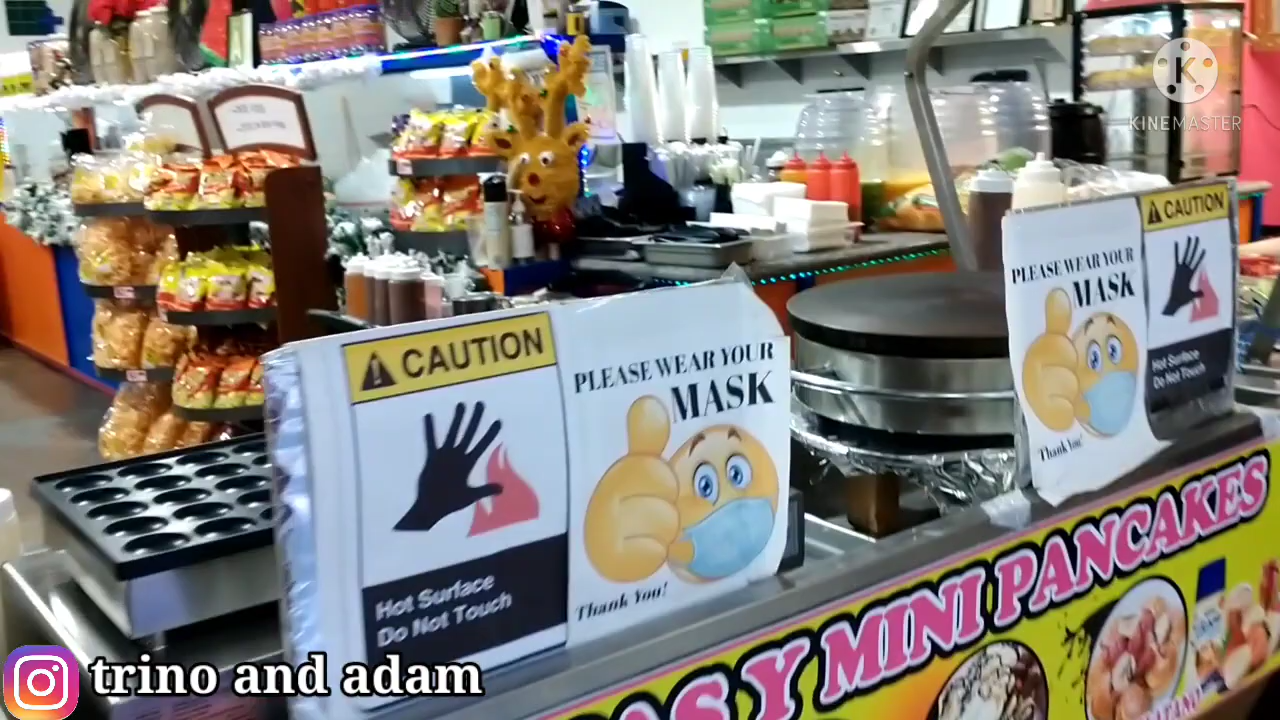 KINEMASTER
CAUTION
Hot Surface
Do Not Touch
PLEASE WEAR YOUR
MASK
Thank You!
PLEASE WEAR YOUR
MASK
Thank You!
CAUTION
Hot Surface
Do Not Touch
MINI PANCAKES
trino and adam